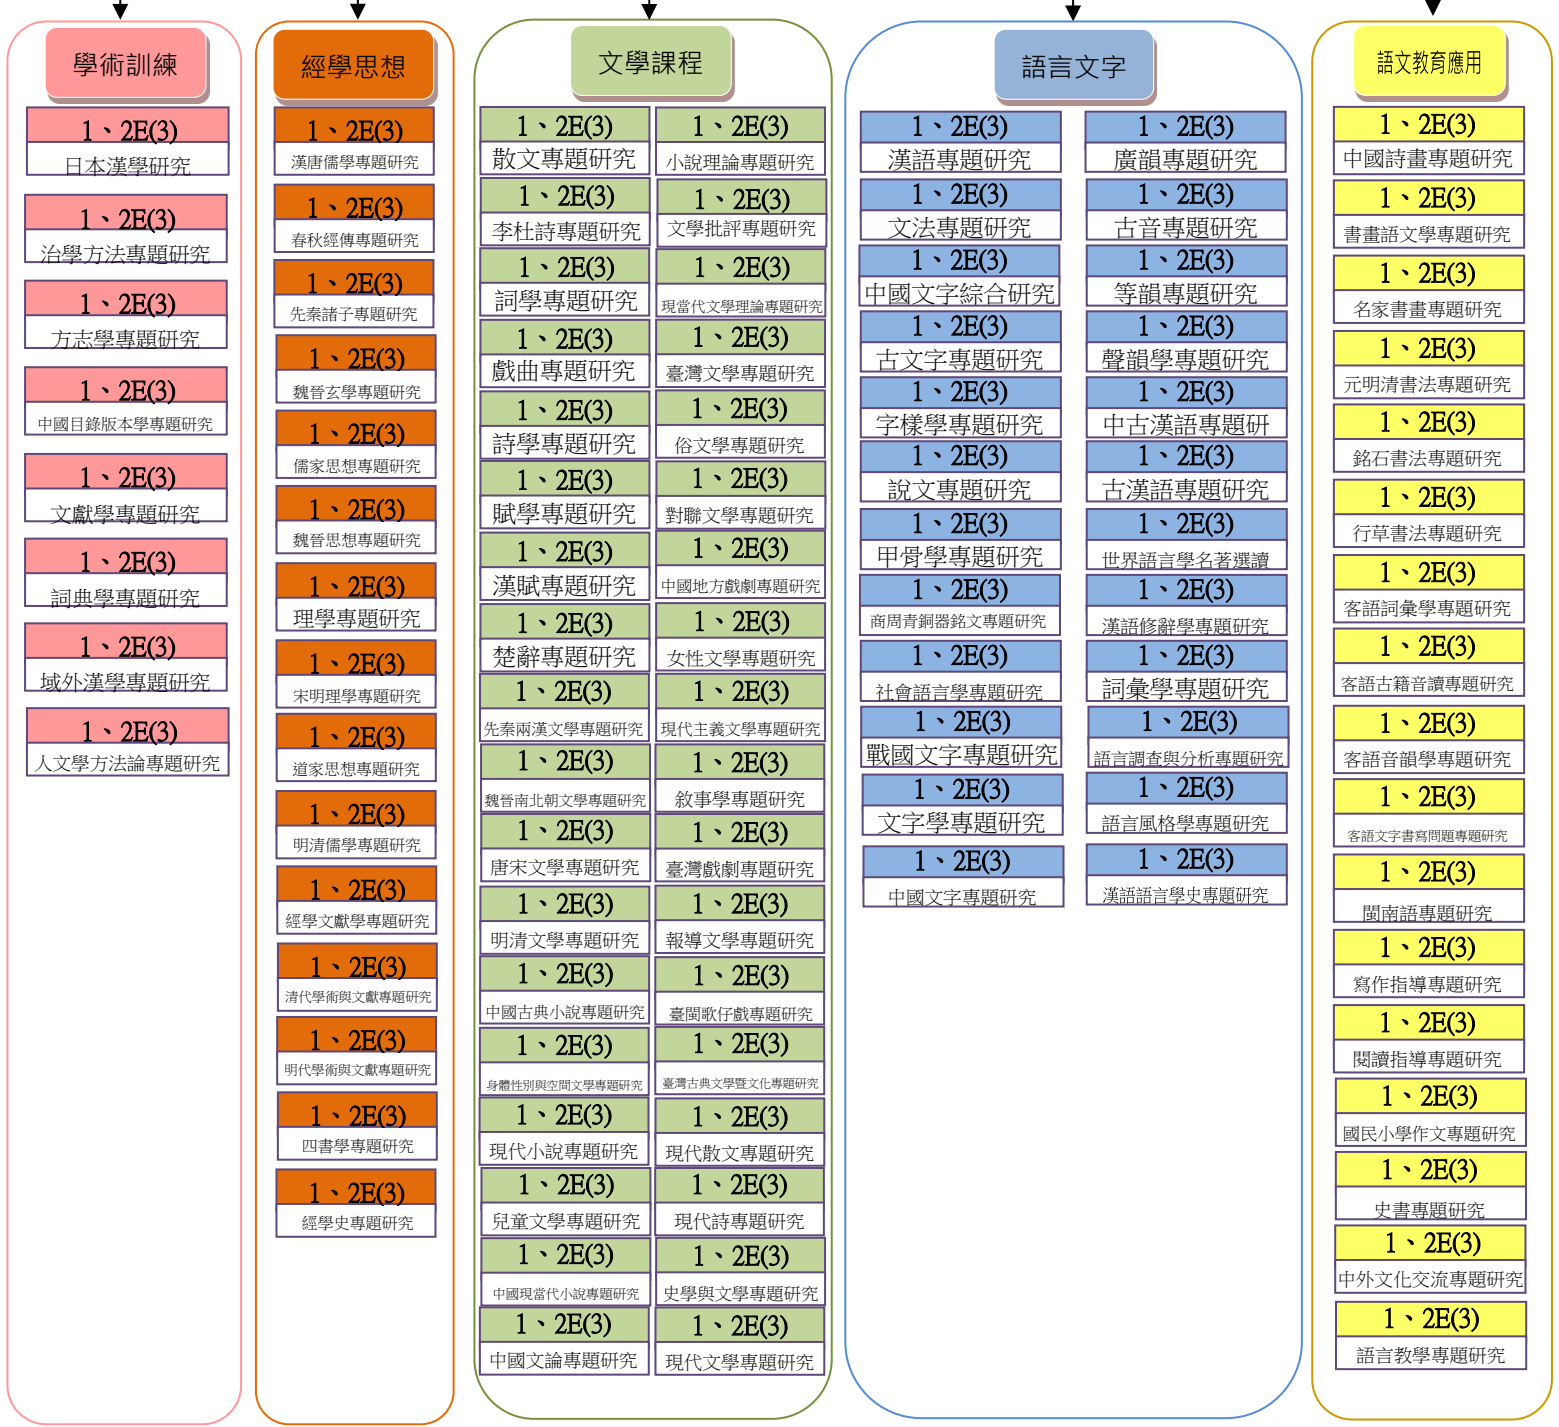 學術訓練
1、2E(3)
日本漢學研究
1、2E(3)
治學方法專題研究
1、2E(3)
方志學專題研究
1、2E(3)
中國目錄版本學專題研究
1、2E(3)
文獻學專題研究
1、2E(3)
詞典學專題研究
1、2E(3)
域外漢學專題研究
1、2E(3)
人文學方法論專題研究
經學思想
1、2E(3)
漢唐儒學專題研究
1、2E(3)
春秋經傳專題研究
1、2E(3)
先秦諸子專題研究
1、2E(3)
魏晉玄學專題研究
1、2E(3)
儒家思想專題研究
1、2E(3)
魏晉思想專題研究
1、2E(3)
理學專題研究
1、2E(3)
宋明理學專題研究
1、2E(3)
道家思想專題研究
1、2E(3)
明清儒學專題研究
1、2E(3)
經學文獻學專題研究
1、2E(3)
清代學術與文獻專題研究
1、2E(3)
明代學術與文獻專題研究
1、2E(3)
四書學專題研究
1、2E(3)
經學史專題研究
文學課程
1、2E(3)
散文專題研究
1、2E(3)
李杜詩專題研究
1、2E(3)
詞學專題研究
1、2E(3)
戲曲專題研究
1、2E(3)
詩學專題研究
1、2E(3)
賦學專題研究
1、2E(3)
漢賦專題研究
1、2E(3)
楚辭專題研究
1、2E(3)
先秦兩漢文學專題研究
1、2E(3)
魏晉南北朝文學專題研究
1、2E(3)
唐宋文學專題研究
1、2E(3)
明清文學專題研究
1、2E(3)
中國古典小說專題研究
1、2E(3)
身體性別與空間文學專題研究
1、2E(3)
現代小說專題研究
1、2E(3)
兒童文學專題研究
1、2E(3)
中國現當代小說專題研究
1、2E(3)
中國文論專題研究
1、2E(3)
小說理論專題研究
1、2E(3)
文學批評專題研究
1、2E(3)
現當代文學理論專題研究
1、2E(3)
臺灣文學專題研究
1、2E(3)
俗文學專題研究
1、2E(3)
對聯文學專題研究
1、2E(3)
中國地方戲劇專題研究
1、2E(3)
女性文學專題研究
1、2E(3)
現代主義文學專題研究
1、2E(3)
敘事學專題研究
1、2E(3)
臺灣戲劇專題研究
1、2E(3)
報導文學專題研究
1、2E(3)
臺閩歌仔戲專題研究
1、2E(3)
臺灣古典文學暨文化專題研究
1、2E(3)
現代散文專題研究
1、2E(3)
現代詩專題研究
1、2E(3)
史學與文學專題研究
1、2E(3)
現代文學專題研究
語言文字
1、2E(3)
漢語專題研究
1、2E(3)
文法專題研究
1、2E(3)
中國文字綜合研究
1、2E(3)
古文字專題研究
1、2E(3)
字樣學專題研究
1、2E(3)
說文專題研究
1、2E(3)
甲骨學專題研究
1、2E(3)
商周青銅器銘文專題研究
1、2E(3)
社會語言學專題研究
1、2E(3)
戰國文字專題研究
1、2E(3)
文字學專題研究
1、2E(3)
中國文字專題研究
1、2E(3)
廣韻專題研究
1、2E(3)
古音專題研究
1、2E(3)
等韻專題研究
1、2E(3)
聲韻學專題研究
1、2E(3)
中古漢語專題研
1、2E(3)
古漢語專題研究
1、2E(3)
世界語言學名著選讀
1、2E(3)
漢語修辭學專題研究
1、2E(3)
詞彙學專題研究
1、2E(3)
語言調查與分析專題研究
1、2E(3)
語言風格學專題研究
1、2E(3)
漢語語言學史專題研究
語文教育應用
1、2E(3)
中國詩畫專題研究
1、2E(3)
書畫語文學專題研究
1、2E(3)
名家書畫專題研究
1、2E(3)
元明清書法專題研究
1、2E(3)
銘石書法專題研究
1、2E(3)
行草書法專題研究
1、2E(3)
客語詞彙學專題研究
1、2E(3)
客語古籍音讀專題研究
1、2E(3)
客語音韻學專題研究
1、2E(3)
客語文字書寫問題專題研究
1、2E(3)
閩南語專題研究
1、2E(3)
寫作指導專題研究
1、2E(3)
閱讀指導專題研究
1、2E(3)
國民小學作文專題研究
1、2E(3)
史書專題研究
1、2E(3)
中外文化交流專題研究
1、2E(3)
語言教學專題研究